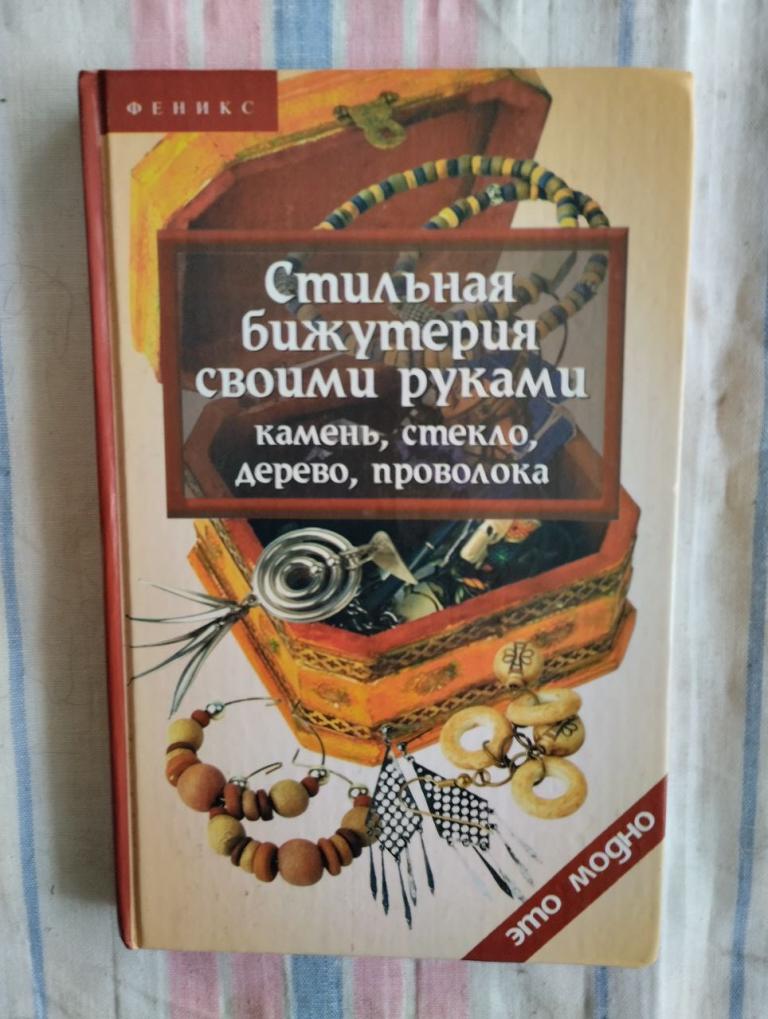 ФЕНИКС
Стильная
бижутерия
своими руками
камень, стекло,
дерево, проволока
это модно